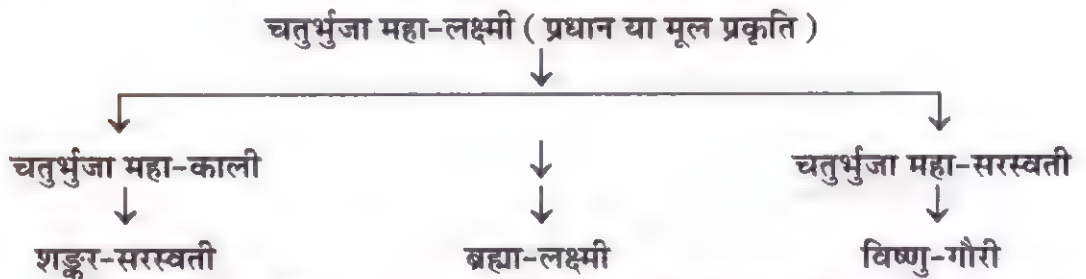 चतुर्भुजा महा-लक्ष्मी ( प्रधान या मूल प्रकृति )
चतुर्भुजा महा-काली चतुर्भुजा महा-सरस्वती
शङ्कर-सरस्वती ब्रह्मा-लक्ष्मी विष्णु-गौरी